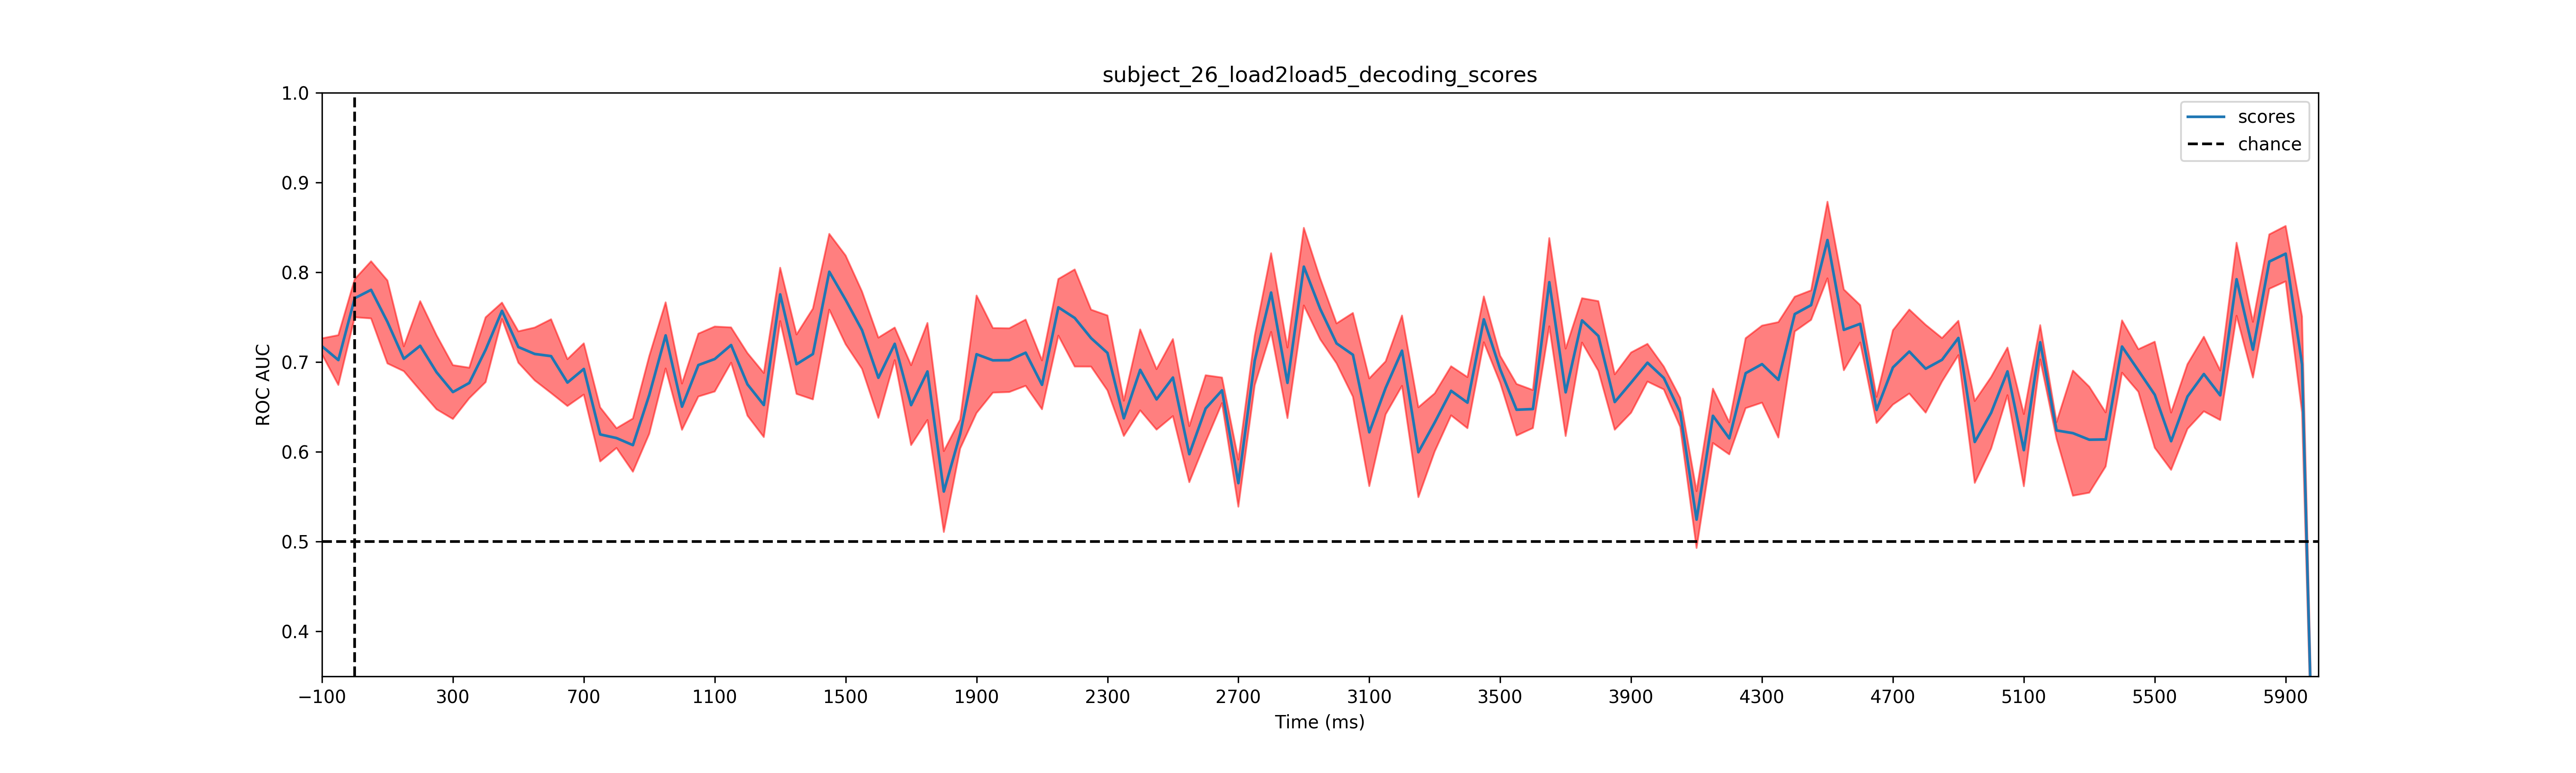 subject_26_load2load5_decoding_scores
1.0
0.9
0.8
0.7
0.6
0.5
0.4
ROC AUC
scores
chance
−100 300 700 1100 1500 1900 2300 2700 3100 3500 3900 4300 4700 5100 5500 5900
Time (ms)